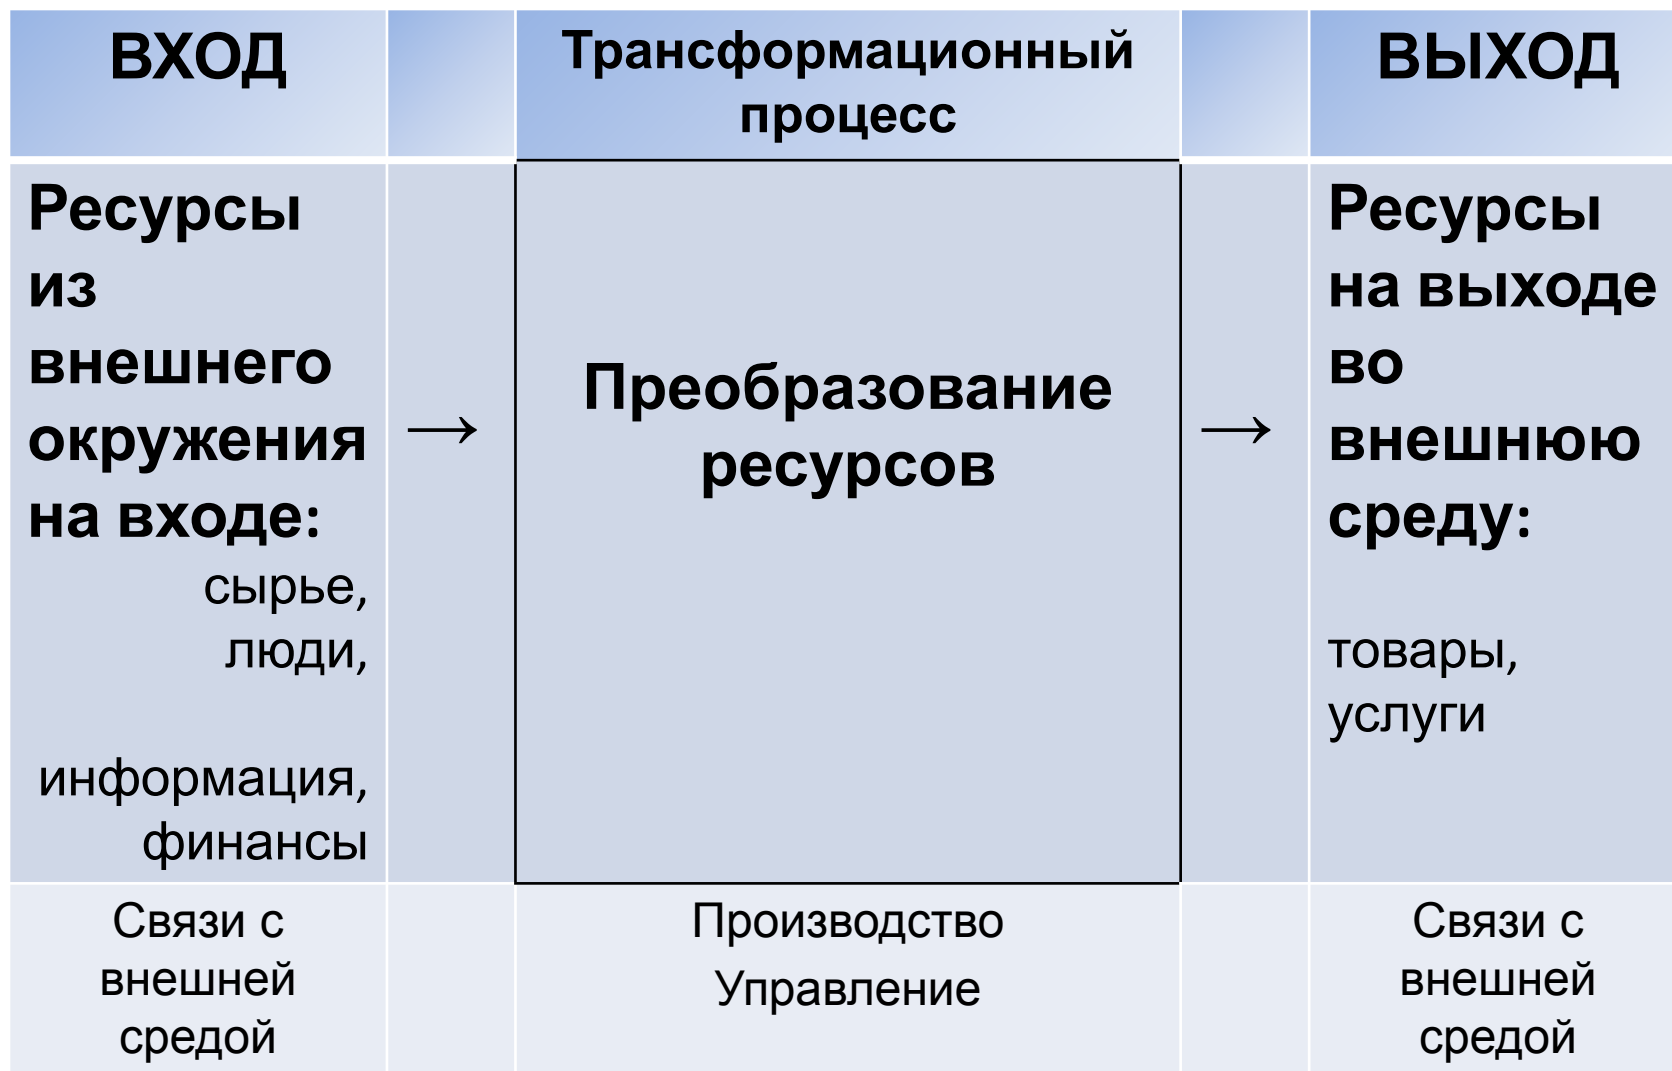 ВХОД
Трансформационный
процесс
ВЫХОД
Ресурсы
из
внешнего
окружения
на входе:
сырье,
люди,
информация,
финансы
→
Преобразование
ресурсов
→
Ресурсы
на выходе
во
внешнюю
среду:
товары,
услуги
Связи с
внешней
средой
Производство
Управление
Связи с
внешней
средой